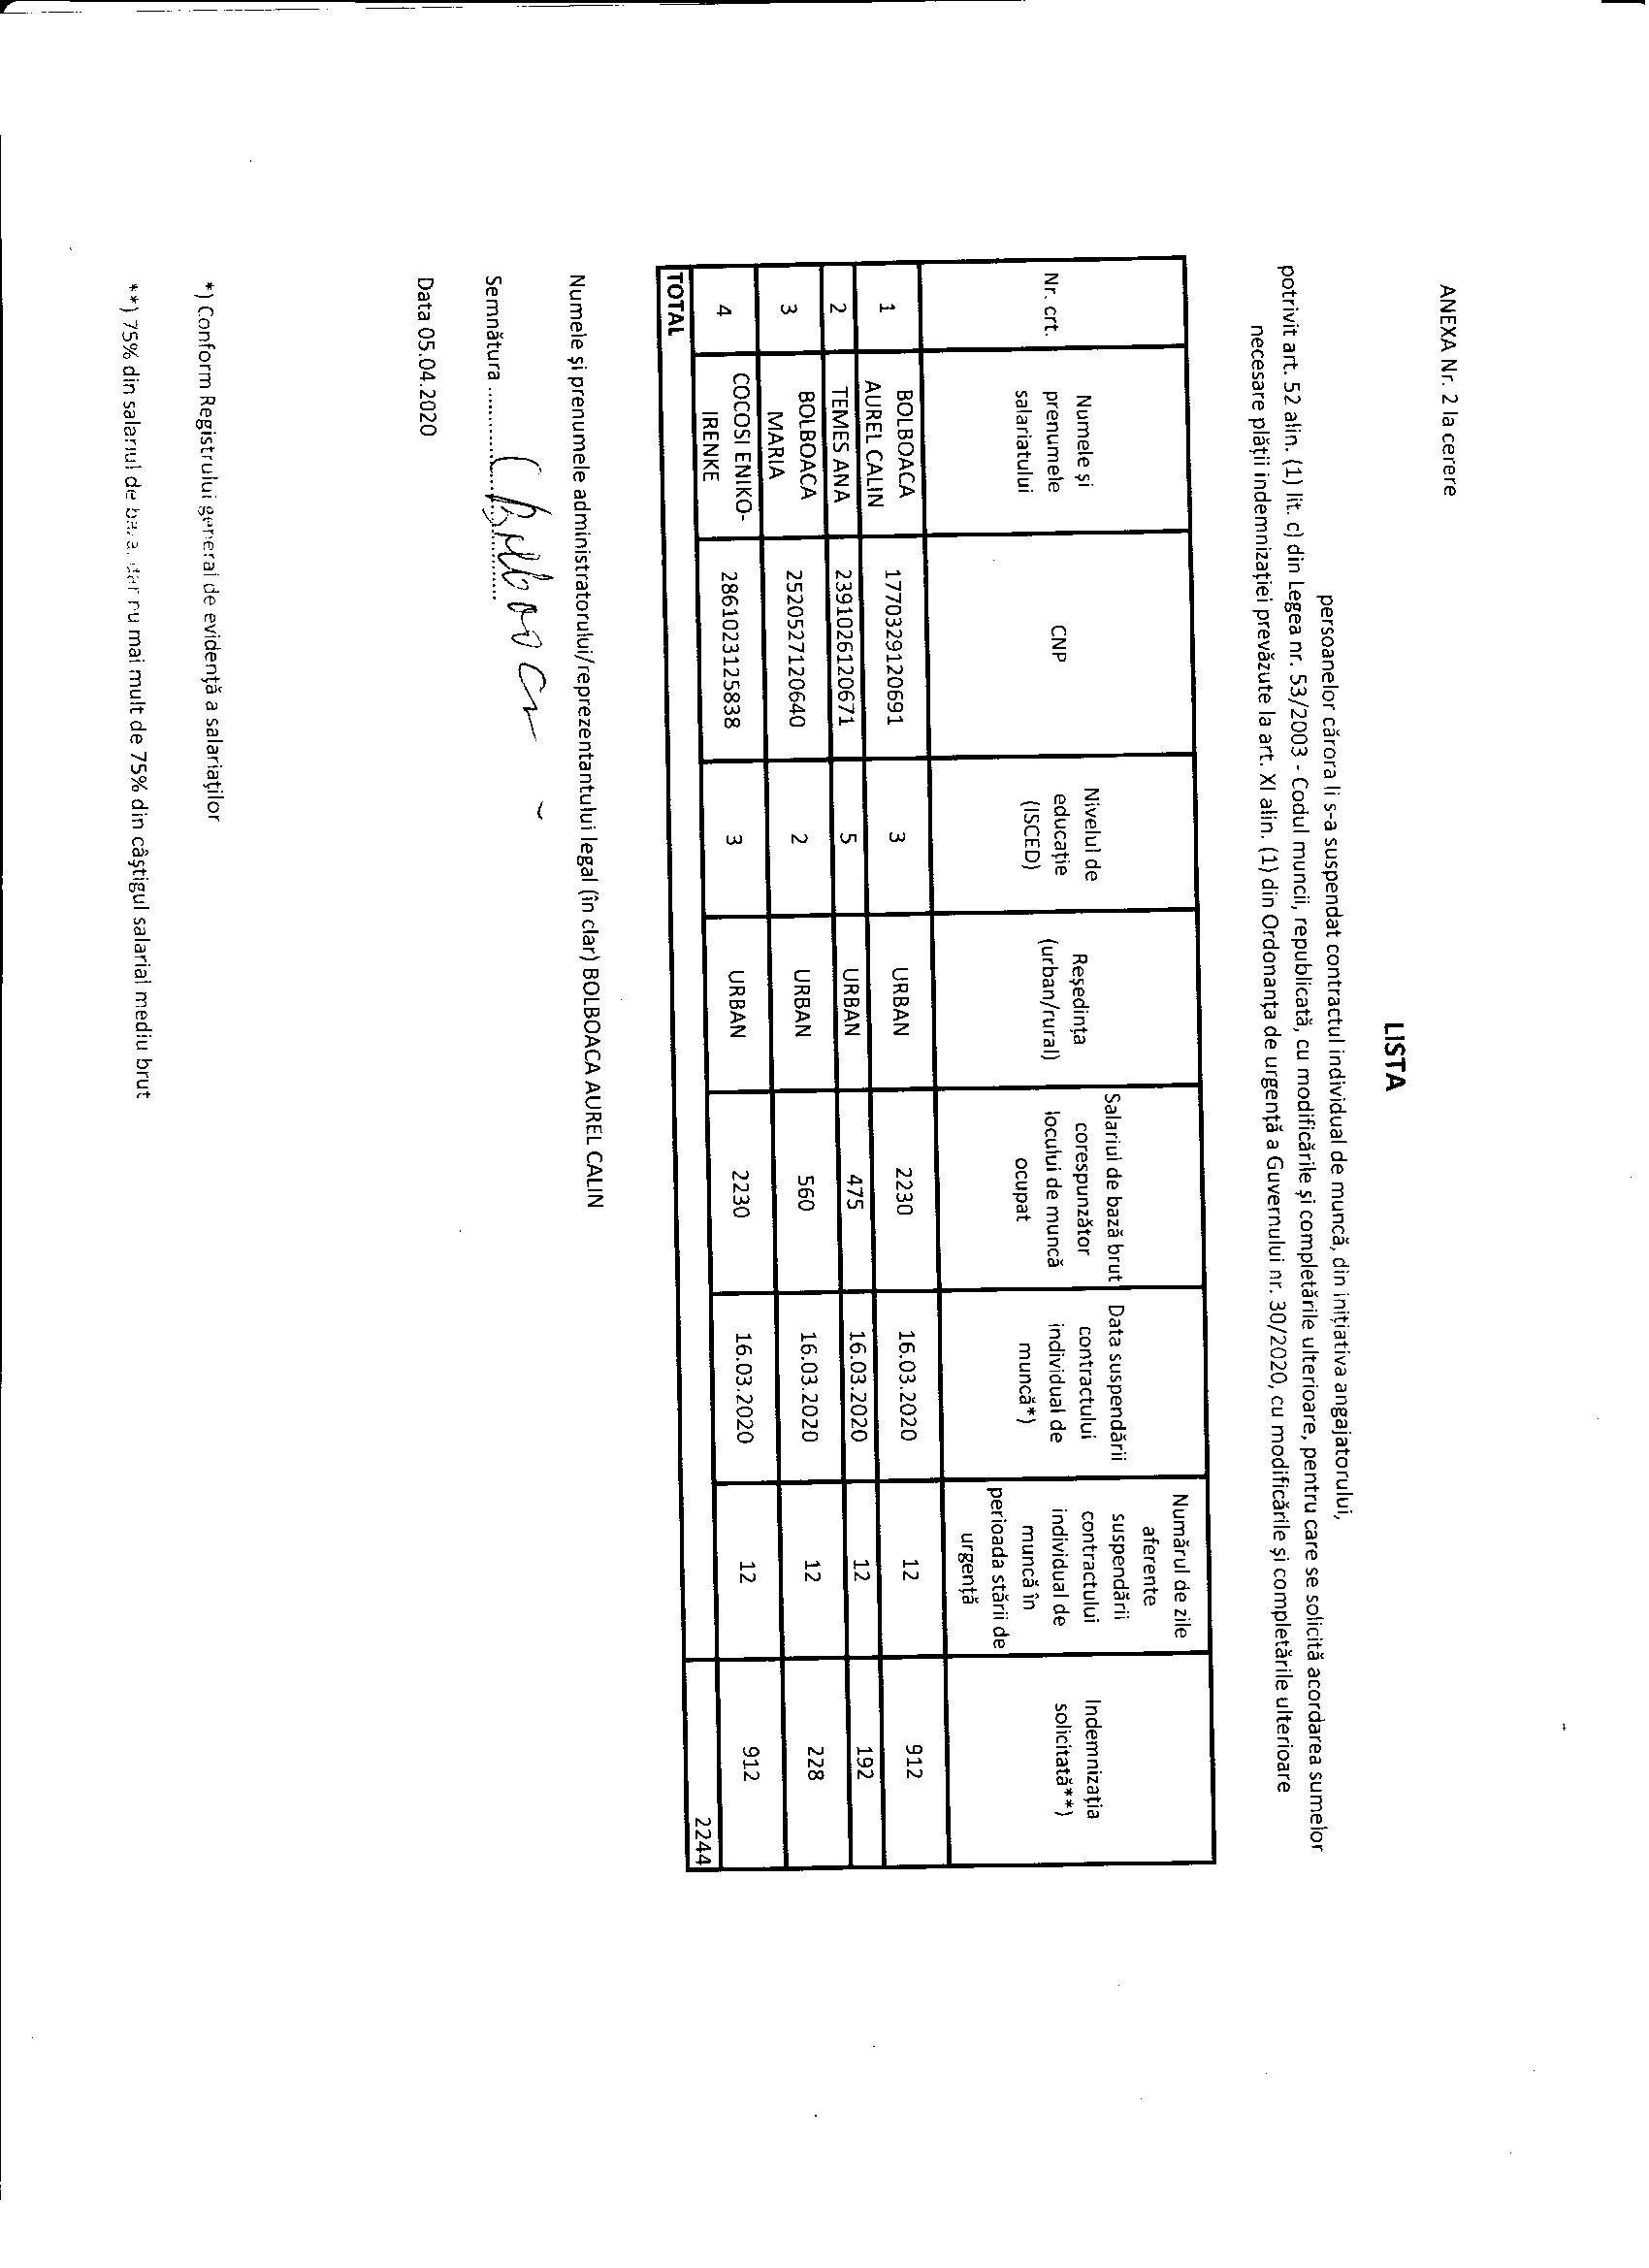 ANEXA Nr. 2 la cerere
LISTA
persoanelor cărora li s-a suspendat contractul individual de muncă, din inițiativa angajatorului,
potrivit art. 52 alin. (1) lit. c) din Legea nr. 53/2003 - Codul muncii, republicată, cu modificările și completările ulterioare, pentru care se solicită acordarea sumelor
necesare plății indemnizației prevăzute la art. XI alin. (1) din Ordonanța de urgență a Guvernului nr. 30/2020, cu modificările și completările ulterioare
Nr. crt.
Numele și
prenumele
salariatului
CNP
Nivelul de
educație
(ISCED)
Reședința
(urban/rural)
Salariul de bază brut
corespunzător
locului de muncă
ocupat
Data suspendării
contractului
individual de
muncă*)
Numărul de zile
aferente
suspendării
contractului
individual de
muncă în
perioada stării de
urgență
Indemnizația
solicitată**)
1 BOLBOACA AUREL CALIN 1770329120691 3 URBAN 2230 16.03.2020 12 912
2 TEMES ANA 2391026120671 5 URBAN 475 16.03.2020 12 192
3 BOLBOACA MARIA 2520527120640 2 URBAN 560 16.03.2020 12 228
4 COCOSI ENIKO-IRENKE 2861023125838 3 URBAN 2230 16.03.2020 12 912
TOTAL 2244
Numele și prenumele administratorului/reprezentantului legal (în clar) BOLBOACA AUREL CALIN
Semnătura .................................... Bolboaca
Data 05.04.2020
*) Conform Registrului general de evidență a salariaților
**) 75% din salariul de baza, dar nu mai mult de 75% din câștigul salarial mediu brut